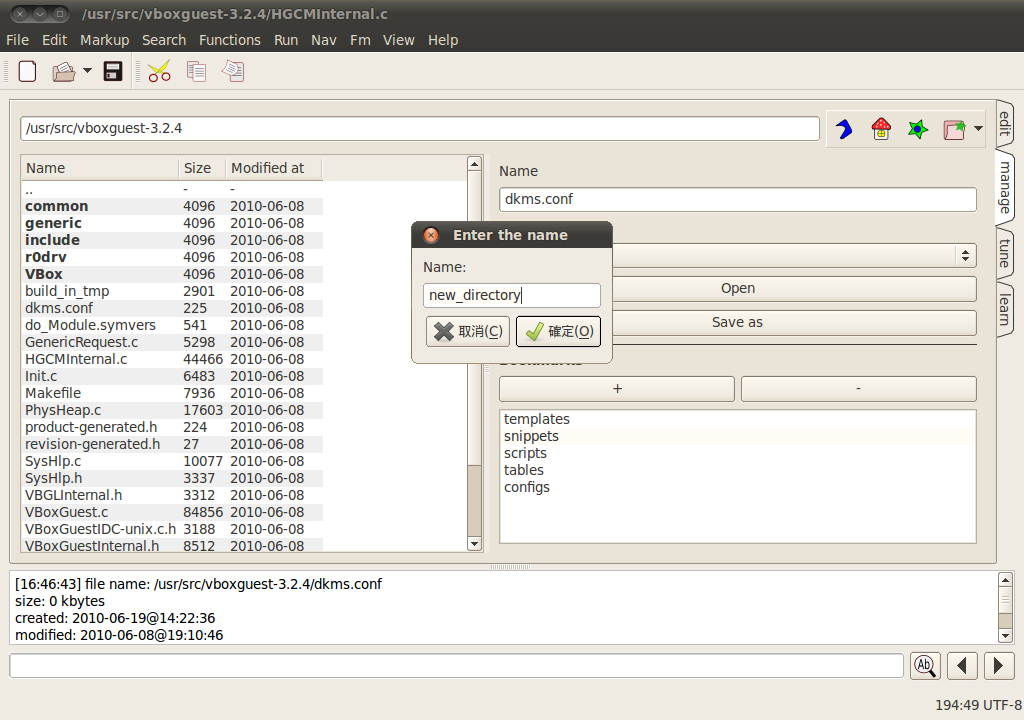 /usr/src/vboxguest-3.2.4/HGCMInternal.c
File Edit Markup Search Functions Run Nav Fm View Help
/usr/src/vboxguest-3.2.4
edit
manage
tune
learn
Name Size Modified at
.. - -
common 4096 2010-06-08
generic 4096 2010-06-08
include 4096 2010-06-08
r0drv 4096 2010-06-08
VBox 4096 2010-06-08
build_in_tmp 2901 2010-06-08
dkms.conf 225 2010-06-08
do_Module.symvers 541 2010-06-08
GenericRequest.c 5298 2010-06-08
HGCMInternal.c 44466 2010-06-08
Init.c 6483 2010-06-08
Makefile 7936 2010-06-08
PhysHeap.c 17603 2010-06-08
product-generated.h 224 2010-06-08
revision-generated.h 27 2010-06-08
SysHlp.c 10077 2010-06-08
SysHlp.h 3337 2010-06-08
VBGLInternal.h 3312 2010-06-08
VBoxGuest.c 84856 2010-06-08
VBoxGuestIDC-unix.c.h 3188 2010-06-08
VBoxGuestInternal.h 8512 2010-06-08
Name
dkms.conf
Enter the name
Name:
new_directory
取消(C) 確定(O)
Open
Save as
+ -
templates
snippets
scripts
tables
configs
[16:46:43] file name: /usr/src/vboxguest-3.2.4/dkms.conf
size: 0 kbytes
created: 2010-06-19@14:22:36
modified: 2010-06-08@19:10:46
Ab
194:49 UTF-8